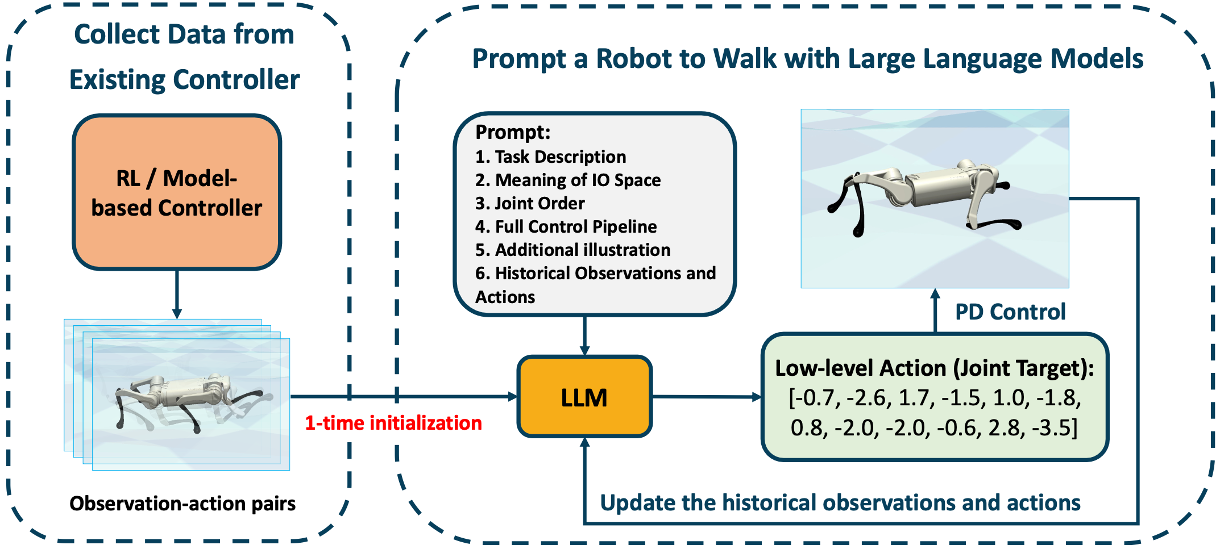 Collect Data from
Existing Controller
RL / Model-
based Controller
Observation-action pairs
1-time initialization
Prompt a Robot to Walk with Large Language Models
Prompt:
1. Task Description
2. Meaning of IO Space
3. Joint Order
4. Full Control Pipeline
5. Additional illustration
6. Historical Observations and
Actions
LLM
PD Control
Low-level Action (Joint Target):
[-0.7, -2.6, 1.7, -1.5, 1.0, -1.8,
0.8, -2.0, -2.0, -0.6, 2.8, -3.5]
Update the historical observations and actions